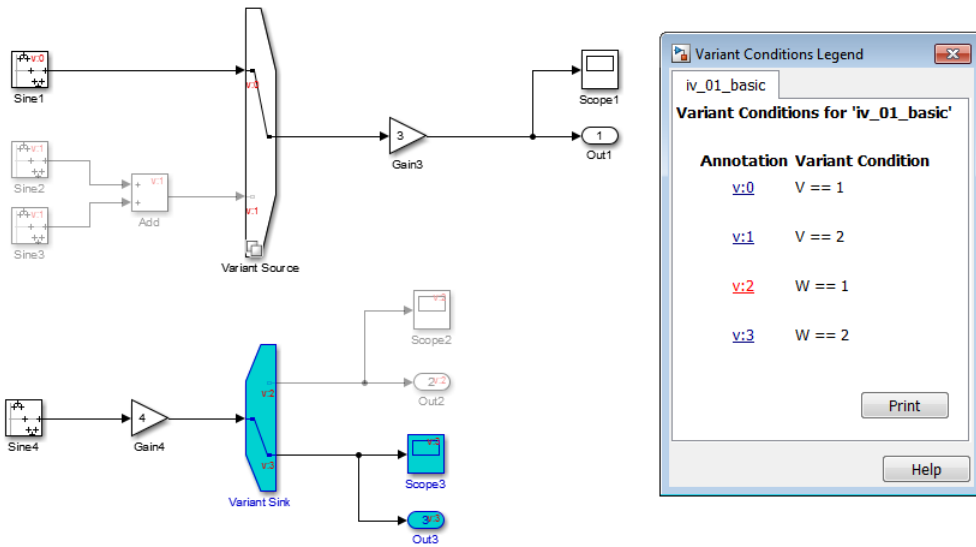 v:0
Sine1
v:0
v:1
Sine2
v:1
Sine3
+
+
v:1
Add
v:1
Variant Source
3
Gain3
Scope1
1
Out1
Sine4
4
Gain4
v:2
v:3
Variant Sink
v:2
Scope2
2
v:2
Out2
v:3
Scope3
3
v:3
Out3
Variant Conditions Legend
iv_01_basic
Variant Conditions for 'iv_01_basic'
Annotation Variant Condition
v:0 V == 1
v:1 V == 2
v:2 W == 1
v:3 W == 2
Print
Help